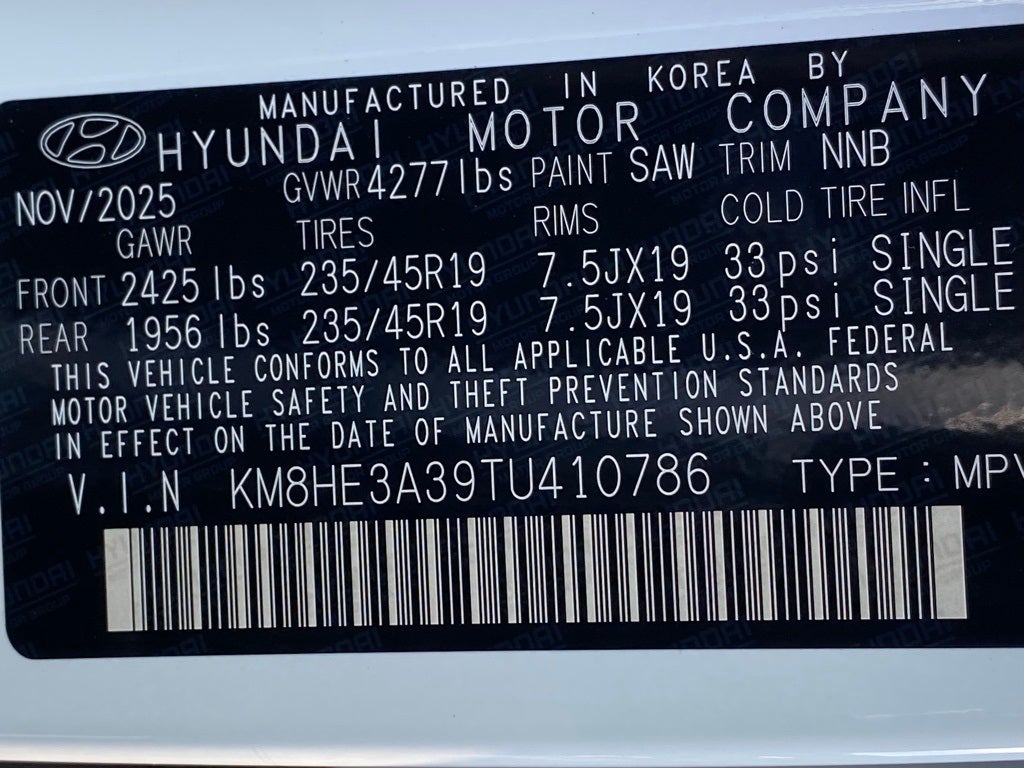 MANUFACTURED IN KOREA BY
HYUNDAI MOTOR COMPANY
NOV/2025 GVWR 4277lbs PAINT SAW TRIM NNB
GAWR TIRES RIMS COLD TIRE INFL
FRONT 2425 lbs 235/45R19 7.5JX19 33psi SINGLE
REAR 1956 lbs 235/45R19 7.5JX19 33psi SINGLE
THIS VEHICLE CONFORMS TO ALL APPLICABLE U.S.A. FEDERAL
MOTOR VEHICLE SAFETY AND THEFT PREVENTION STANDARDS
IN EFFECT ON THE DATE OF MANUFACTURE SHOWN ABOVE
V.I.N KM8HE3A39TU410786 TYPE : MPV